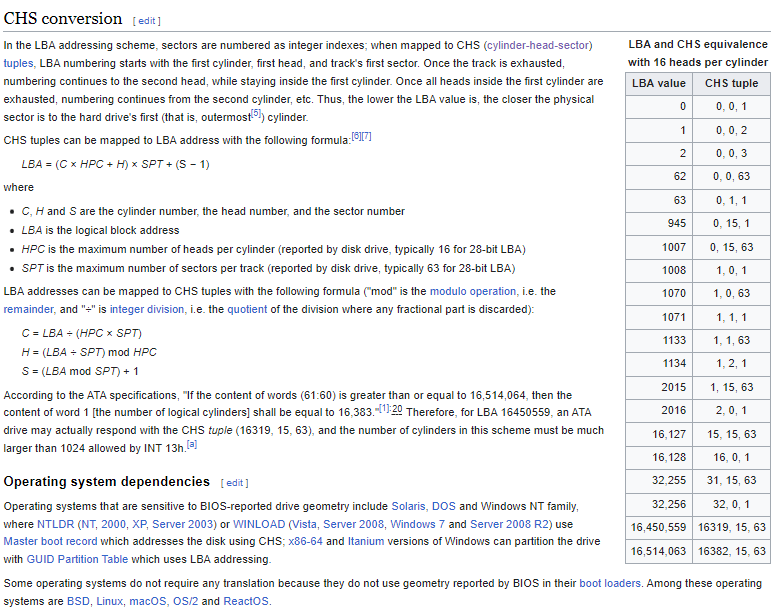 CHS conversion [ edit ]
In the LBA addressing scheme, sectors are numbered as integer indexes; when mapped to CHS (cylinder-head-sector)
tuples, LBA numbering starts with the first cylinder, first head, and track's first sector. Once the track is exhausted,
numbering continues to the second head, while staying inside the first cylinder. Once all heads inside the first cylinder are
exhausted, numbering continues from the second cylinder, etc. Thus, the lower the LBA value is, the closer the physical
sector is to the hard drive's first (that is, outermost[5]) cylinder.
CHS tuples can be mapped to LBA address with the following formula:[6][7]
LBA = (C × HPC + H) × SPT + (S − 1)
where
• C, H and S are the cylinder number, the head number, and the sector number
• LBA is the logical block address
• HPC is the maximum number of heads per cylinder (reported by disk drive, typically 16 for 28-bit LBA)
• SPT is the maximum number of sectors per track (reported by disk drive, typically 63 for 28-bit LBA)
LBA addresses can be mapped to CHS tuples with the following formula ("mod" is the modulo operation, i.e. the
remainder, and "÷" is integer division, i.e. the quotient of the division where any fractional part is discarded):
C = LBA ÷ (HPC × SPT)
H = (LBA ÷ SPT) mod HPC
S = (LBA mod SPT) + 1
According to the ATA specifications, "If the content of words (61:60) is greater than or equal to 16,514,064, then the
content of word 1 [the number of logical cylinders] shall be equal to 16,383."[1]:20 Therefore, for LBA 16450559, an ATA
drive may actually respond with the CHS tuple (16319, 15, 63), and the number of cylinders in this scheme must be much
larger than 1024 allowed by INT 13h.[a]
Operating system dependencies [ edit ]
Operating systems that are sensitive to BIOS-reported drive geometry include Solaris, DOS and Windows NT family,
where NTLDR (NT, 2000, XP, Server 2003) or WINLOAD (Vista, Server 2008, Windows 7 and Server 2008 R2) use
Master boot record which addresses the disk using CHS; x86-64 and Itanium versions of Windows can partition the drive
with GUID Partition Table which uses LBA addressing.
Some operating systems do not require any translation because they do not use geometry reported by BIOS in their boot loaders. Among these operating
systems are BSD, Linux, macOS, OS/2 and ReactOS.
LBA and CHS equivalence
with 16 heads per cylinder
LBA value CHS tuple
0 0, 0, 1
1 0, 0, 2
2 0, 0, 3
62 0, 0, 63
63 0, 1, 1
945 0, 15, 1
1007 0, 15, 63
1008 1, 0, 1
1070 1, 0, 63
1071 1, 1, 1
1133 1, 1, 63
1134 1, 2, 1
2015 1, 15, 63
2016 2, 0, 1
16,127 15, 15, 63
16,128 16, 0, 1
32,255 31, 15, 63
32,256 32, 0, 1
16,450,559 16319, 15, 63
16,514,063 16382, 15, 63